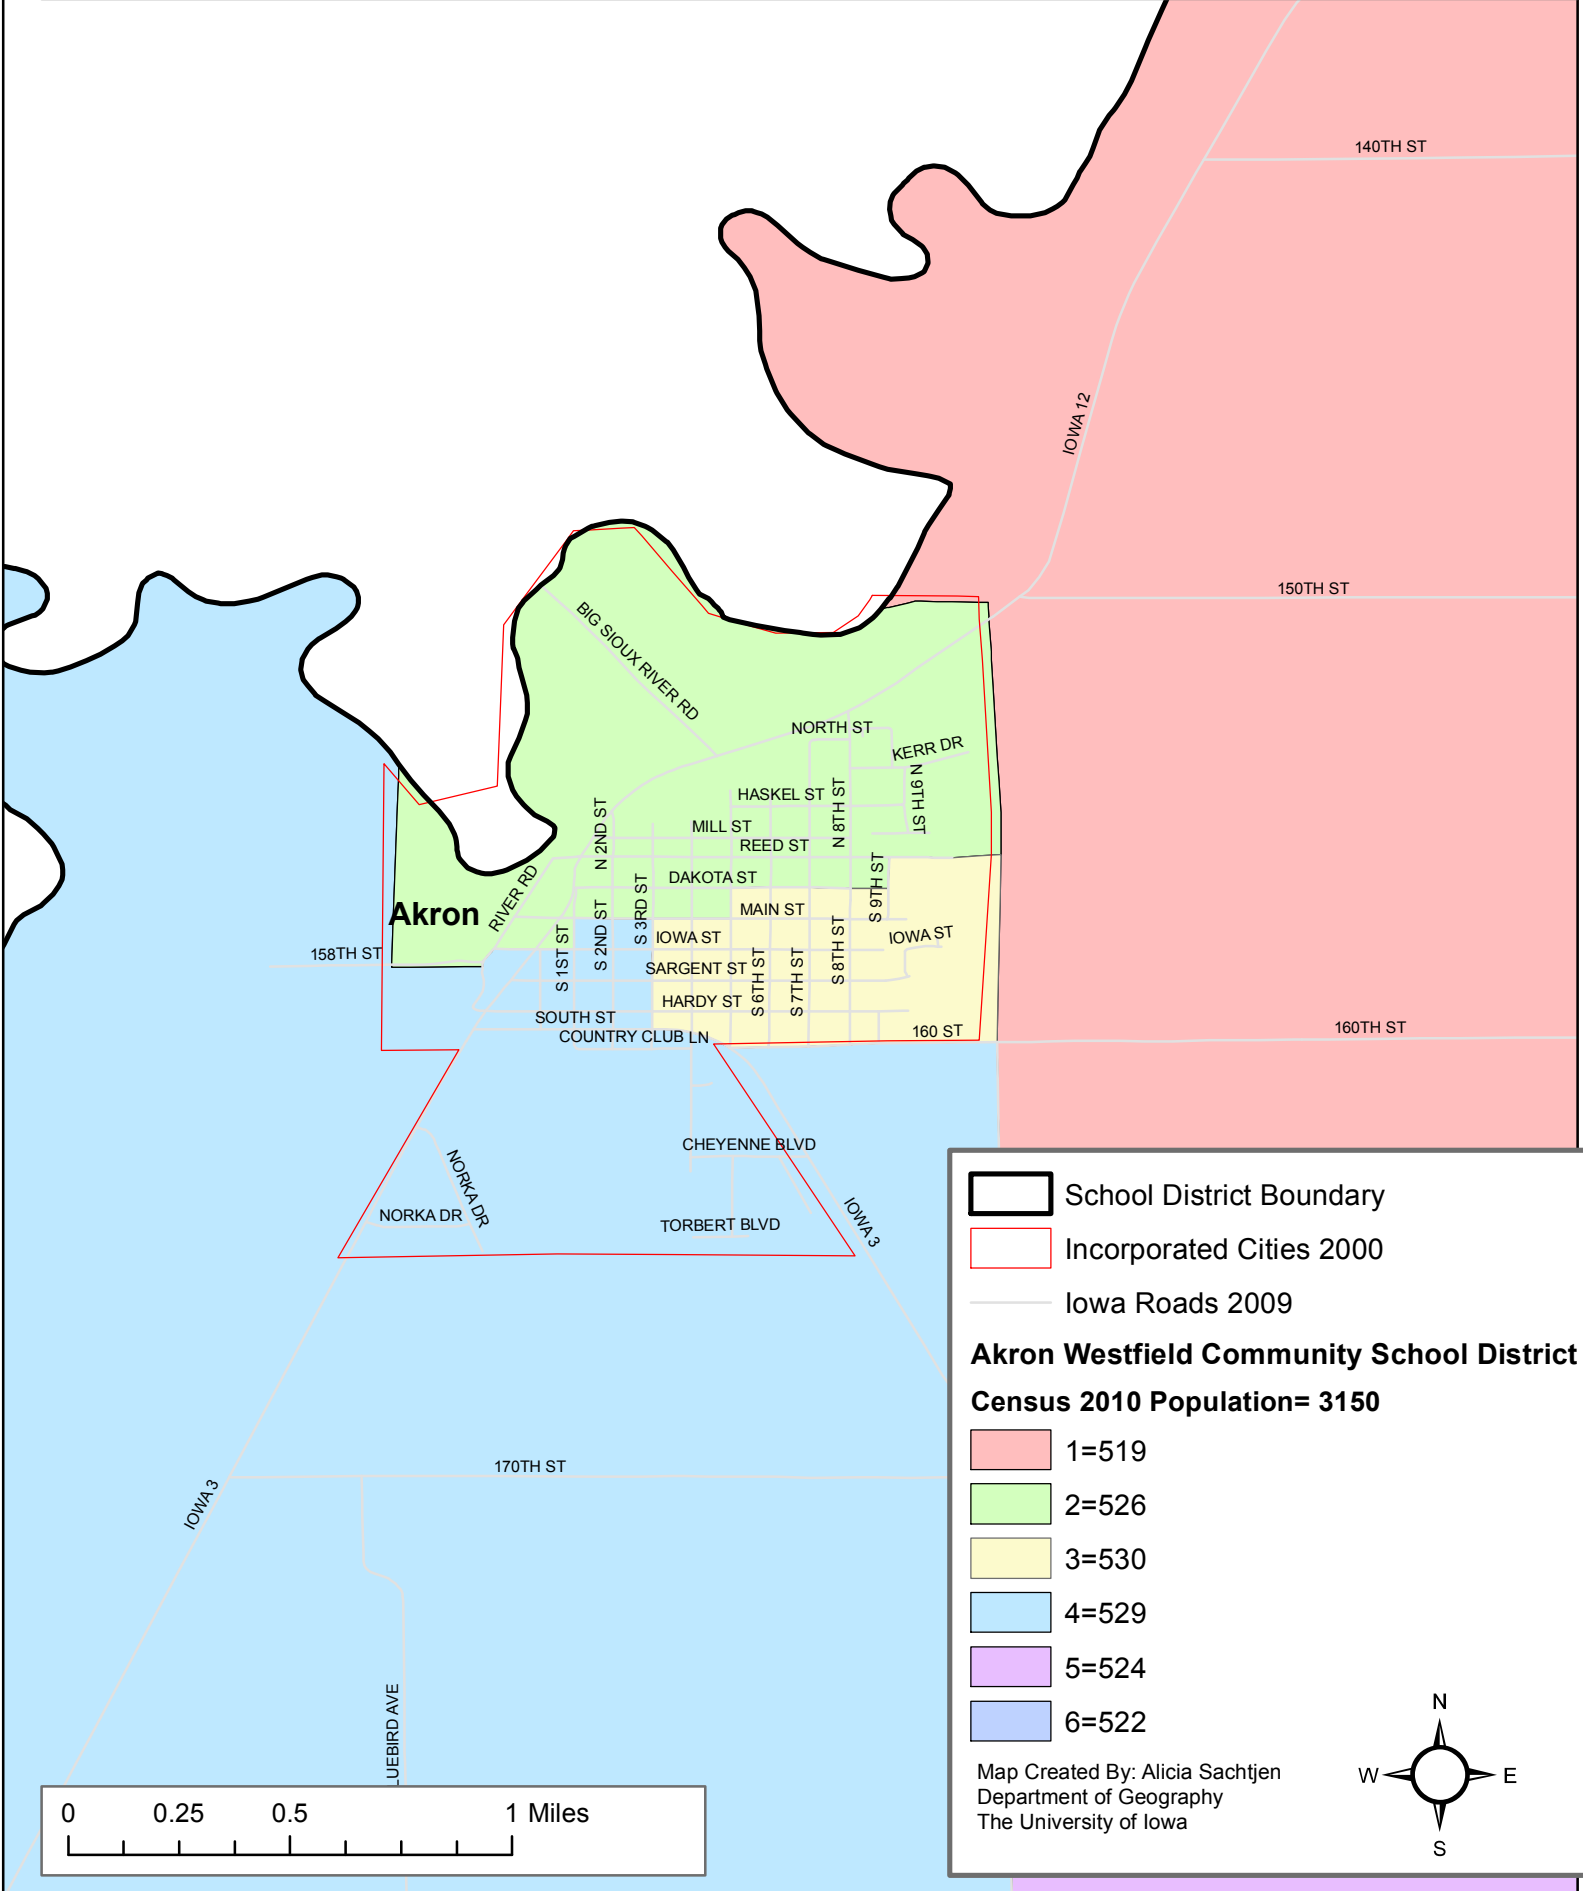 140TH ST
IOWA 12
150TH ST
BIG SIOUX RIVER RD
NORTH ST
KERR DR
N 9TH ST
HASKEL ST
N 8TH ST
N 2ND ST
MILL ST
REED ST
DAKOTA ST
RIVER RD
S 9TH ST
S 3RD ST
Akron
MAIN ST
S 2ND ST
S 1ST ST
IOWA ST
IOWA ST
S 8TH ST
158TH ST
SARGENT ST
S 6TH ST
S 7TH ST
HARDY ST
SOUTH ST
COUNTRY CLUB LN
160 ST
160TH ST
CHEYENNE BLVD
NORKA DR
NORKA DR
TORBERT BLVD
IOWA 3
170TH ST
IOWA 3
LUEBIRD AVE
School District Boundary
Incorporated Cities 2000
Iowa Roads 2009
Akron Westfield Community School District
Census 2010 Population= 3150
1=519
2=526
3=530
4=529
5=524
6=522
Map Created By: Alicia Sachtjen
Department of Geography
The University of Iowa
N
W E
S
0 0.25 0.5 1 Miles